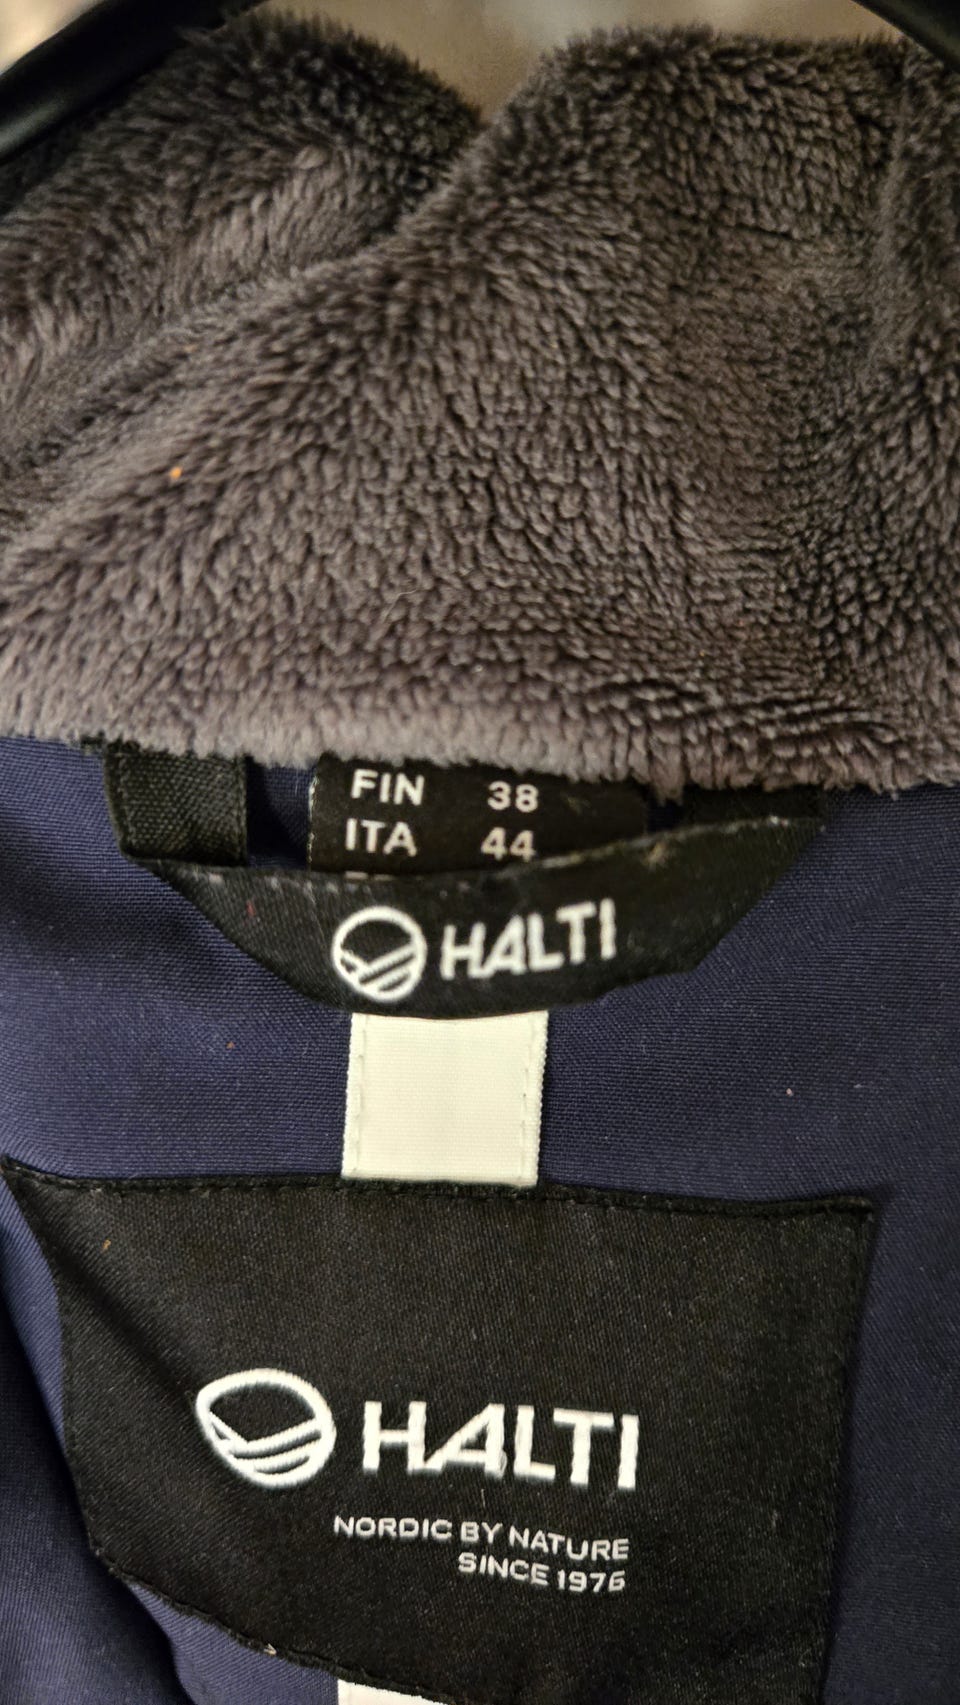 FIN 38
ITA 44
HALTI
HALTI
NORDIC BY NATURE
SINCE 1976